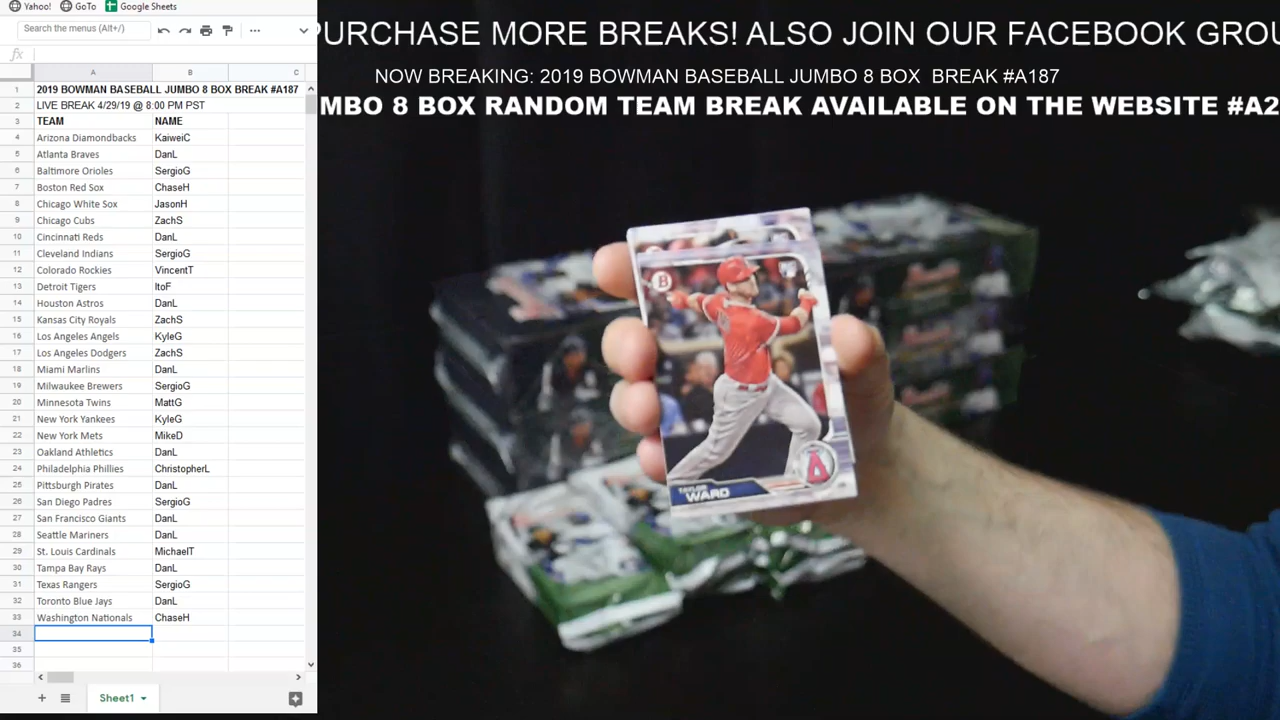 Yahoo! GoTo Google Sheets
Search the menus (Alt+/)
fx
A B C
1 2019 BOWMAN BASEBALL JUMBO 8 BOX BREAK #A187
2 LIVE BREAK 4/29/19 @ 8:00 PM PST
3 TEAM NAME
4 Arizona Diamondbacks KaiweiC
5 Atlanta Braves DanL
6 Baltimore Orioles SergioG
7 Boston Red Sox ChaseH
8 Chicago White Sox JasonH
9 Chicago Cubs ZachS
10 Cincinnati Reds DanL
11 Cleveland Indians SergioG
12 Colorado Rockies VincentT
13 Detroit Tigers ItoF
14 Houston Astros DanL
15 Kansas City Royals ZachS
16 Los Angeles Angels KyleG
17 Los Angeles Dodgers ZachS
18 Miami Marlins DanL
19 Milwaukee Brewers SergioG
20 Minnesota Twins MattG
21 New York Yankees KyleG
22 New York Mets MikeD
23 Oakland Athletics DanL
24 Philadelphia Phillies ChristopherL
25 Pittsburgh Pirates DanL
26 San Diego Padres SergioG
27 San Francisco Giants DanL
28 Seattle Mariners DanL
29 St. Louis Cardinals MichaelT
30 Tampa Bay Rays DanL
31 Texas Rangers SergioG
32 Toronto Blue Jays DanL
33 Washington Nationals ChaseH
34
35
36
Sheet1
PURCHASE MORE BREAKS! ALSO JOIN OUR FACEBOOK GROU
NOW BREAKING: 2019 BOWMAN BASEBALL JUMBO 8 BOX BREAK #A187
MBO 8 BOX RANDOM TEAM BREAK AVAILABLE ON THE WEBSITE #A2
B
TAYLOR
WARD